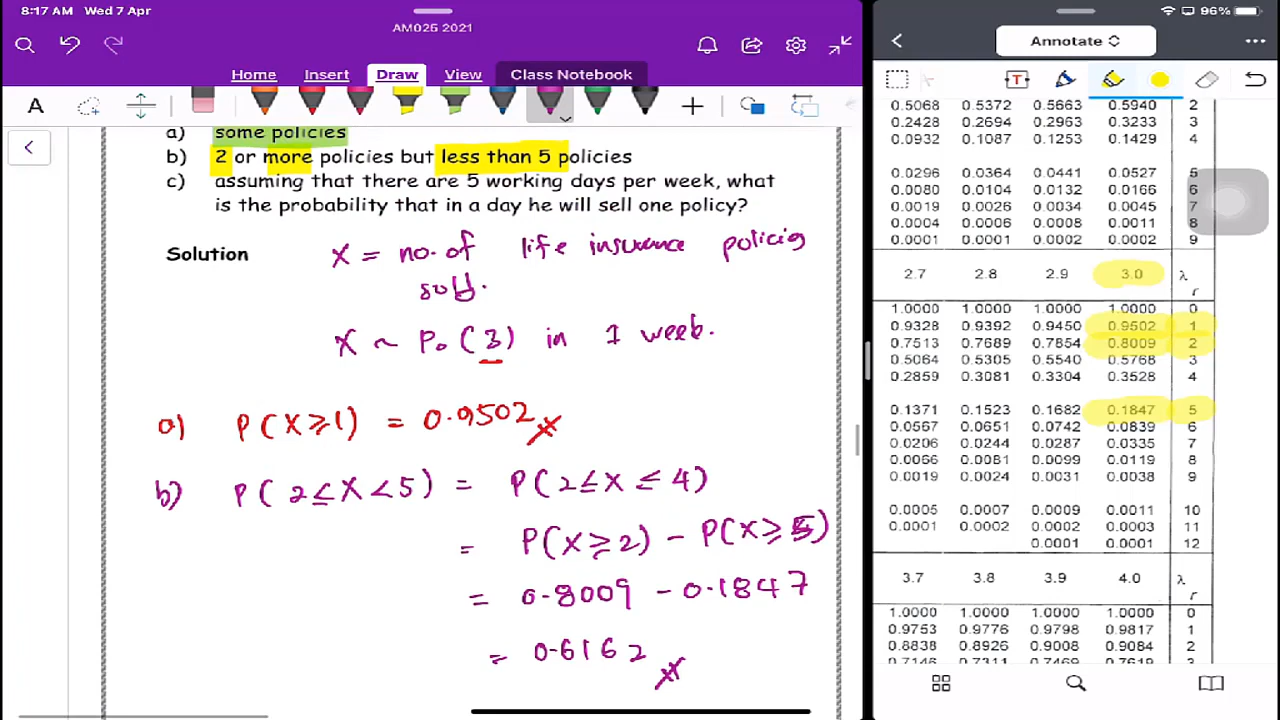 8:17 AM Wed 7 Apr
96%
AM025 2021
Home Insert Draw View Class Notebook
A
a) some policies
b) 2 or more policies but less than 5 policies
c) assuming that there are 5 working days per week, what
is the probability that in a day he will sell one policy?
Solution
X = no. of life insurance policies
sold.
X ~ Po (3) in 1 week.
a) P(X ≥ 1) = 0.9502
b) P(2 ≤ X < 5) = P(2 ≤ X ≤ 4)
= P(X ≥ 2) - P(X ≥ 5)
= 0.8009 - 0.1847
= 0.6162
Annotate
T
0.5068 0.5372 0.5663 0.5940 2
0.2428 0.2694 0.2963 0.3233 3
0.0932 0.1087 0.1253 0.1429 4
0.0296 0.0364 0.0441 0.0527 5
0.0080 0.0104 0.0132 0.0166 6
0.0019 0.0026 0.0034 0.0045 7
0.0004 0.0006 0.0008 0.0011 8
0.0001 0.0001 0.0002 0.0002 9
2.7 2.8 2.9 3.0 λ
r
1.0000 1.0000 1.0000 1.0000 0
0.9328 0.9392 0.9450 0.9502 1
0.7513 0.7689 0.7854 0.8009 2
0.5064 0.5305 0.5540 0.5768 3
0.2859 0.3081 0.3304 0.3528 4
0.1371 0.1523 0.1682 0.1847 5
0.0567 0.0651 0.0742 0.0839 6
0.0206 0.0244 0.0287 0.0335 7
0.0066 0.0081 0.0099 0.0119 8
0.0019 0.0024 0.0031 0.0038 9
0.0005 0.0007 0.0009 0.0011 10
0.0001 0.0002 0.0002 0.0003 11
0.0001 0.0001 12
3.7 3.8 3.9 4.0 λ
r
1.0000 1.0000 1.0000 1.0000 0
0.9753 0.9776 0.9798 0.9817 1
0.8838 0.8926 0.9008 0.9084 2
0.7146 0.7311 0.7469 0.7619 3